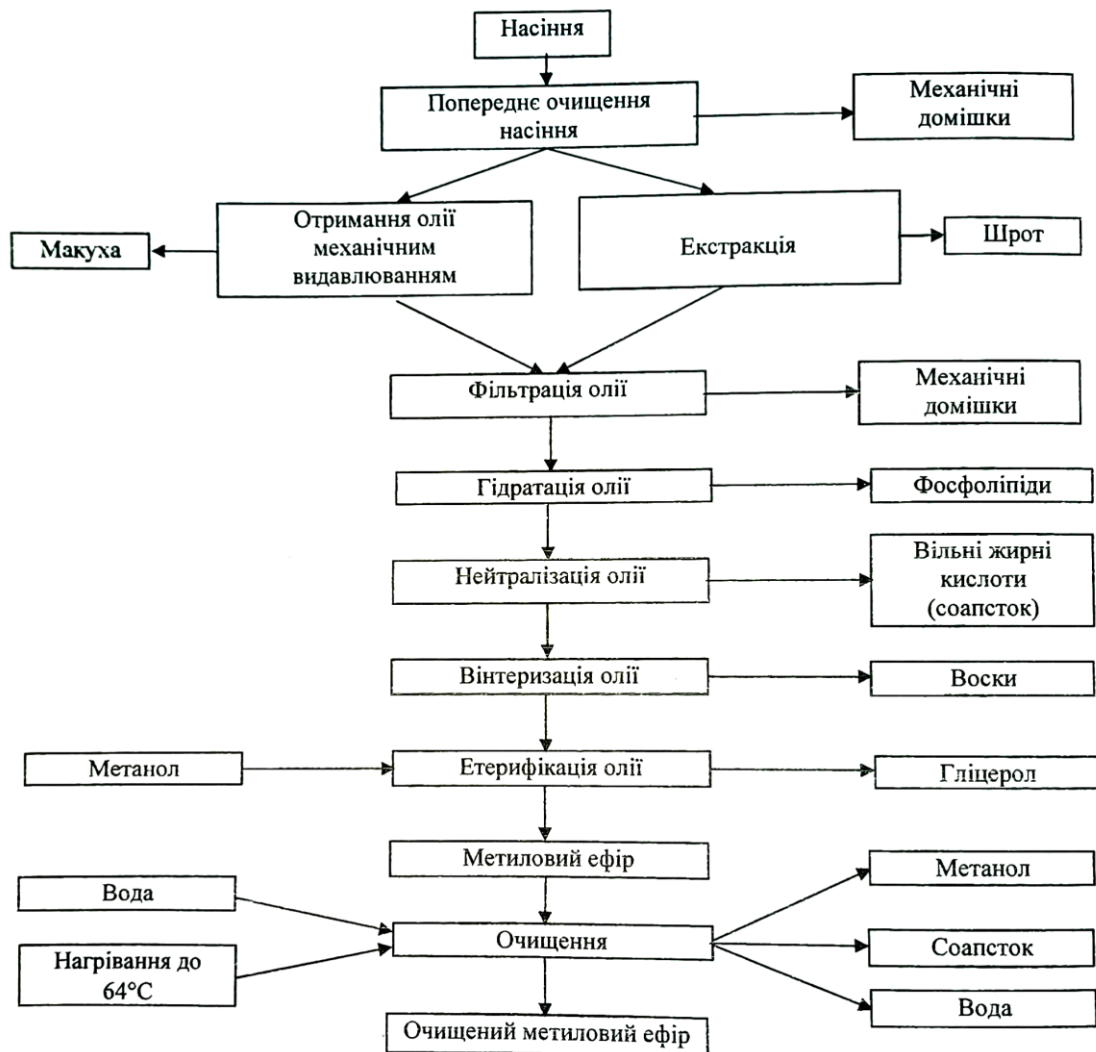 Насіння
Попереднє очищення
насіння
Механічні
домішки
Отримання олії
механічним
видавлюванням
Екстракція
Макуха
Шрот
Фільтрація олії
Механічні
домішки
Гідратація олії
Фосфоліпіди
Нейтралізація олії
Вільні жирні
кислоти
(соапсток)
Вінтеризація олії
Воски
Метанол
Етерифікація олії
Гліцерол
Метиловий ефір
Метанол
Вода
Очищення
Соапсток
Нагрівання до
64°С
Вода
Очищений метиловий ефір